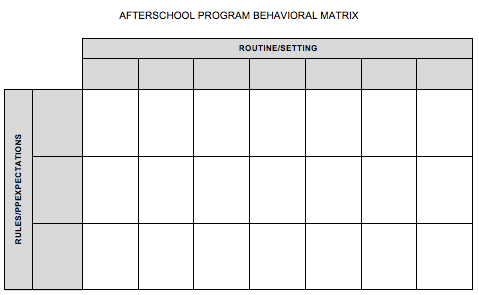 AFTERSCHOOL PROGRAM BEHAVIORAL MATRIX
ROUTINE/SETTING
RULES/PPEXPECTATIONS